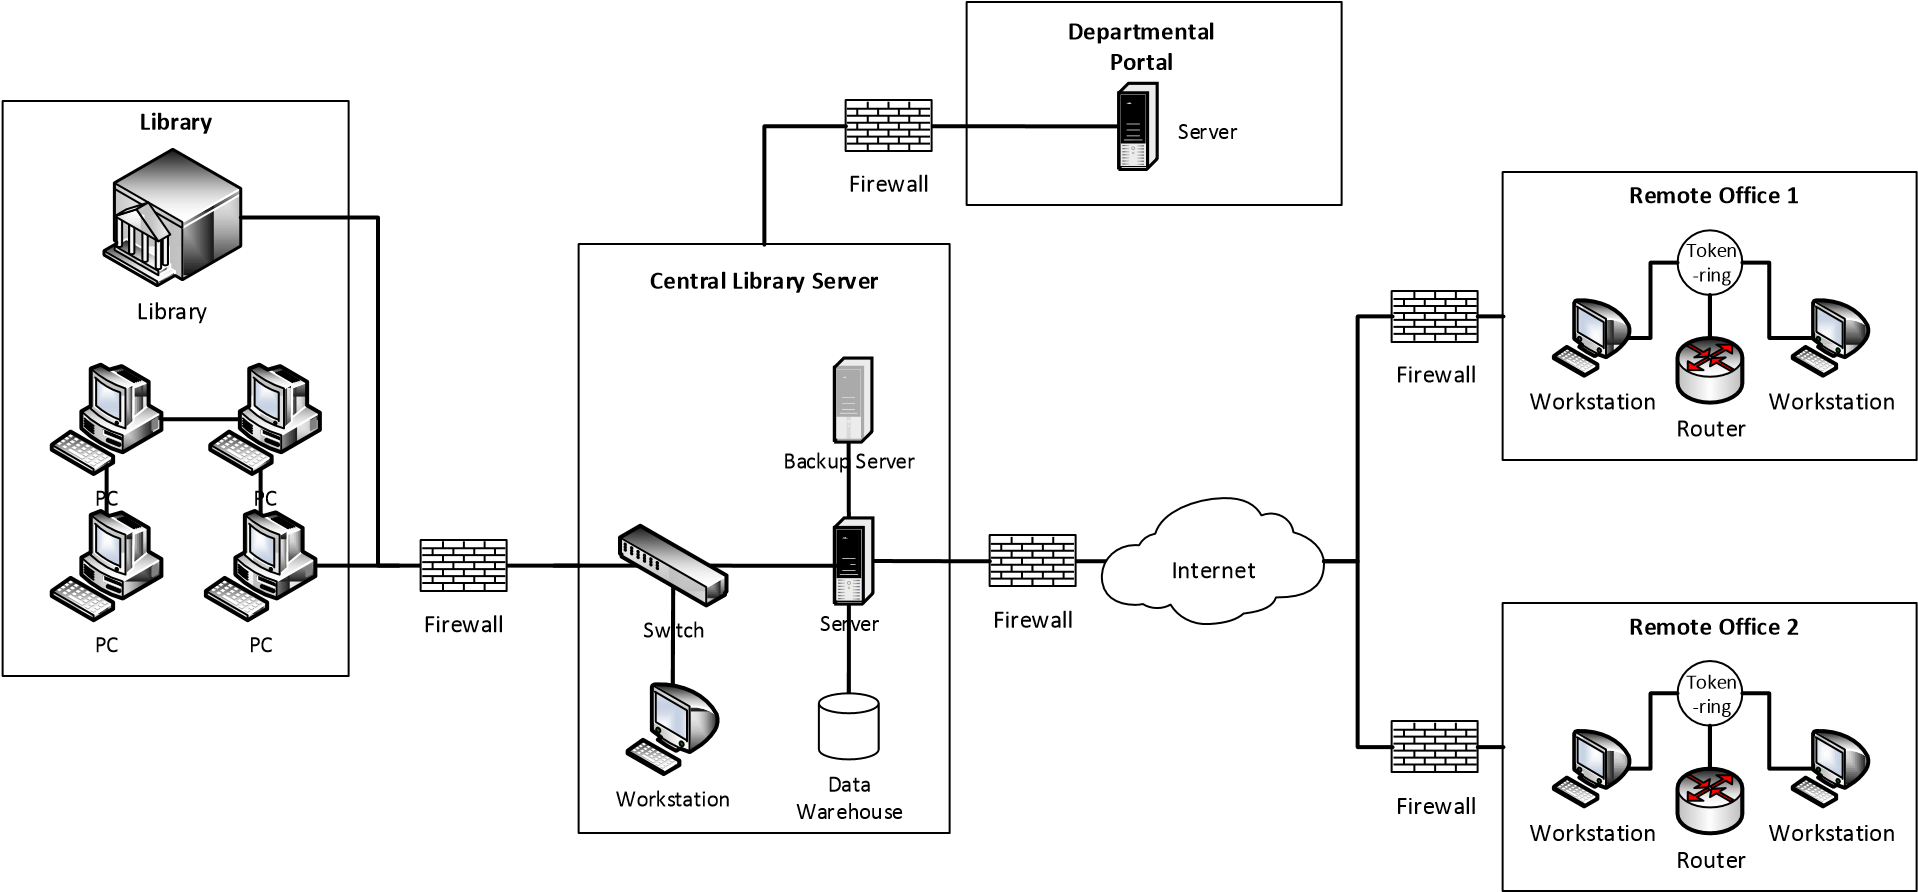 Departmental
Portal
Server
Firewall
Library
Library
PC
PC
PC
PC
Firewall
Central Library Server
Backup Server
Switch
Server
Workstation
Data
Warehouse
Firewall
Internet
Firewall
Remote Office 1
Token
-ring
Workstation
Router
Workstation
Firewall
Remote Office 2
Token
-ring
Workstation
Router
Workstation